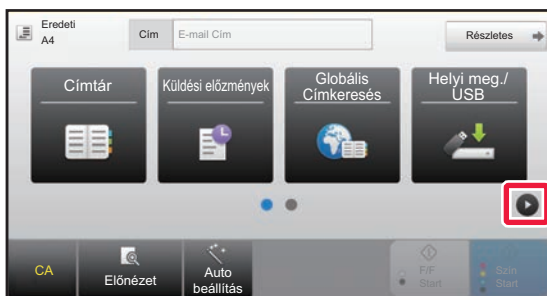 Eredeti
A4
Cím
E-mail Cím
Részletes
Címtár
Küldési előzmények
Globális
Címkeresés
Helyi meg./
USB
CA
Előnézet
Auto
beállítás
F/F
Start
Szín
Start